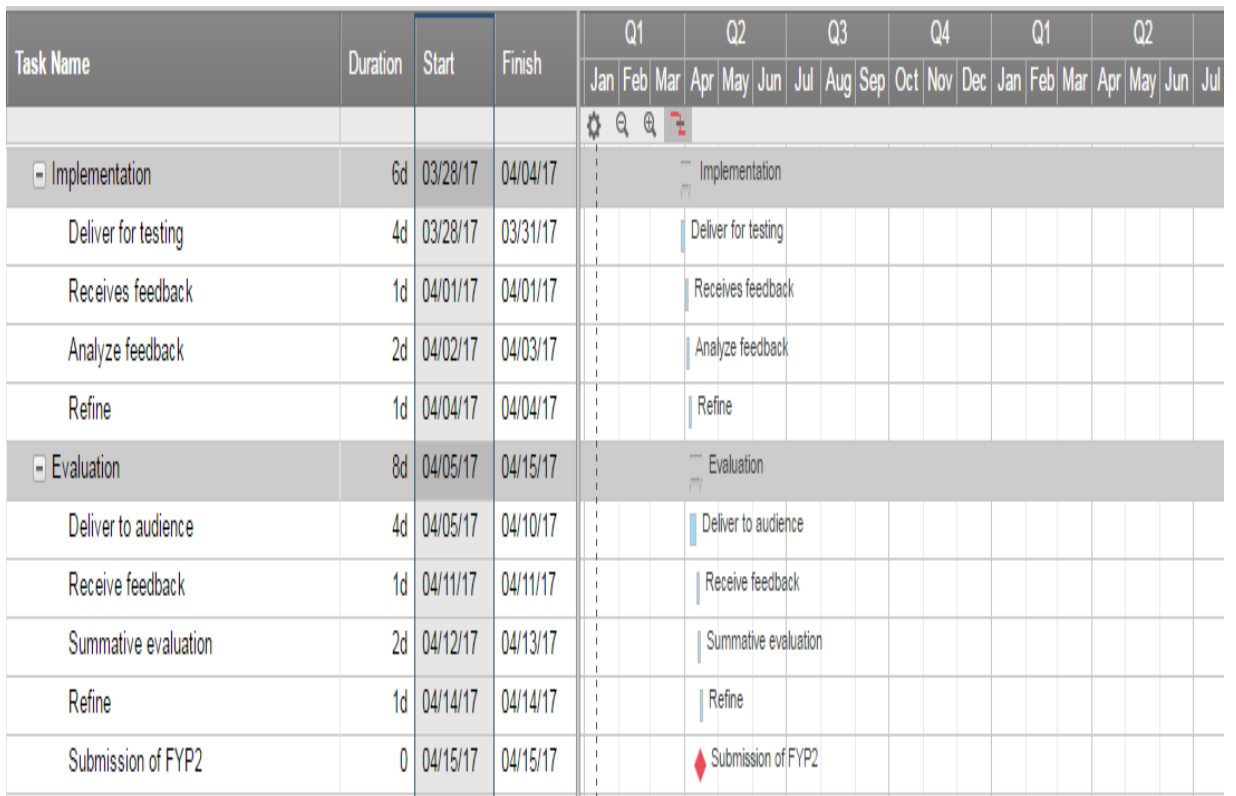 Q1 Q2 Q3 Q4 Q1 Q2
Task Name Duration Start Finish
Jan Feb Mar Apr May Jun Jul Aug Sep Oct Nov Dec Jan Feb Mar Apr May Jun Jul
Implementation 6d 03/28/17 04/04/17 Implementation
Deliver for testing 4d 03/28/17 03/31/17 Deliver for testing
Receives feedback 1d 04/01/17 04/01/17 Receives feedback
Analyze feedback 2d 04/02/17 04/03/17 Analyze feedback
Refine 1d 04/04/17 04/04/17 Refine
Evaluation 8d 04/05/17 04/15/17 Evaluation
Deliver to audience 4d 04/05/17 04/10/17 Deliver to audience
Receive feedback 1d 04/11/17 04/11/17 Receive feedback
Summative evaluation 2d 04/12/17 04/13/17 Summative evaluation
Refine 1d 04/14/17 04/14/17 Refine
Submission of FYP2 0 04/15/17 04/15/17 Submission of FYP2